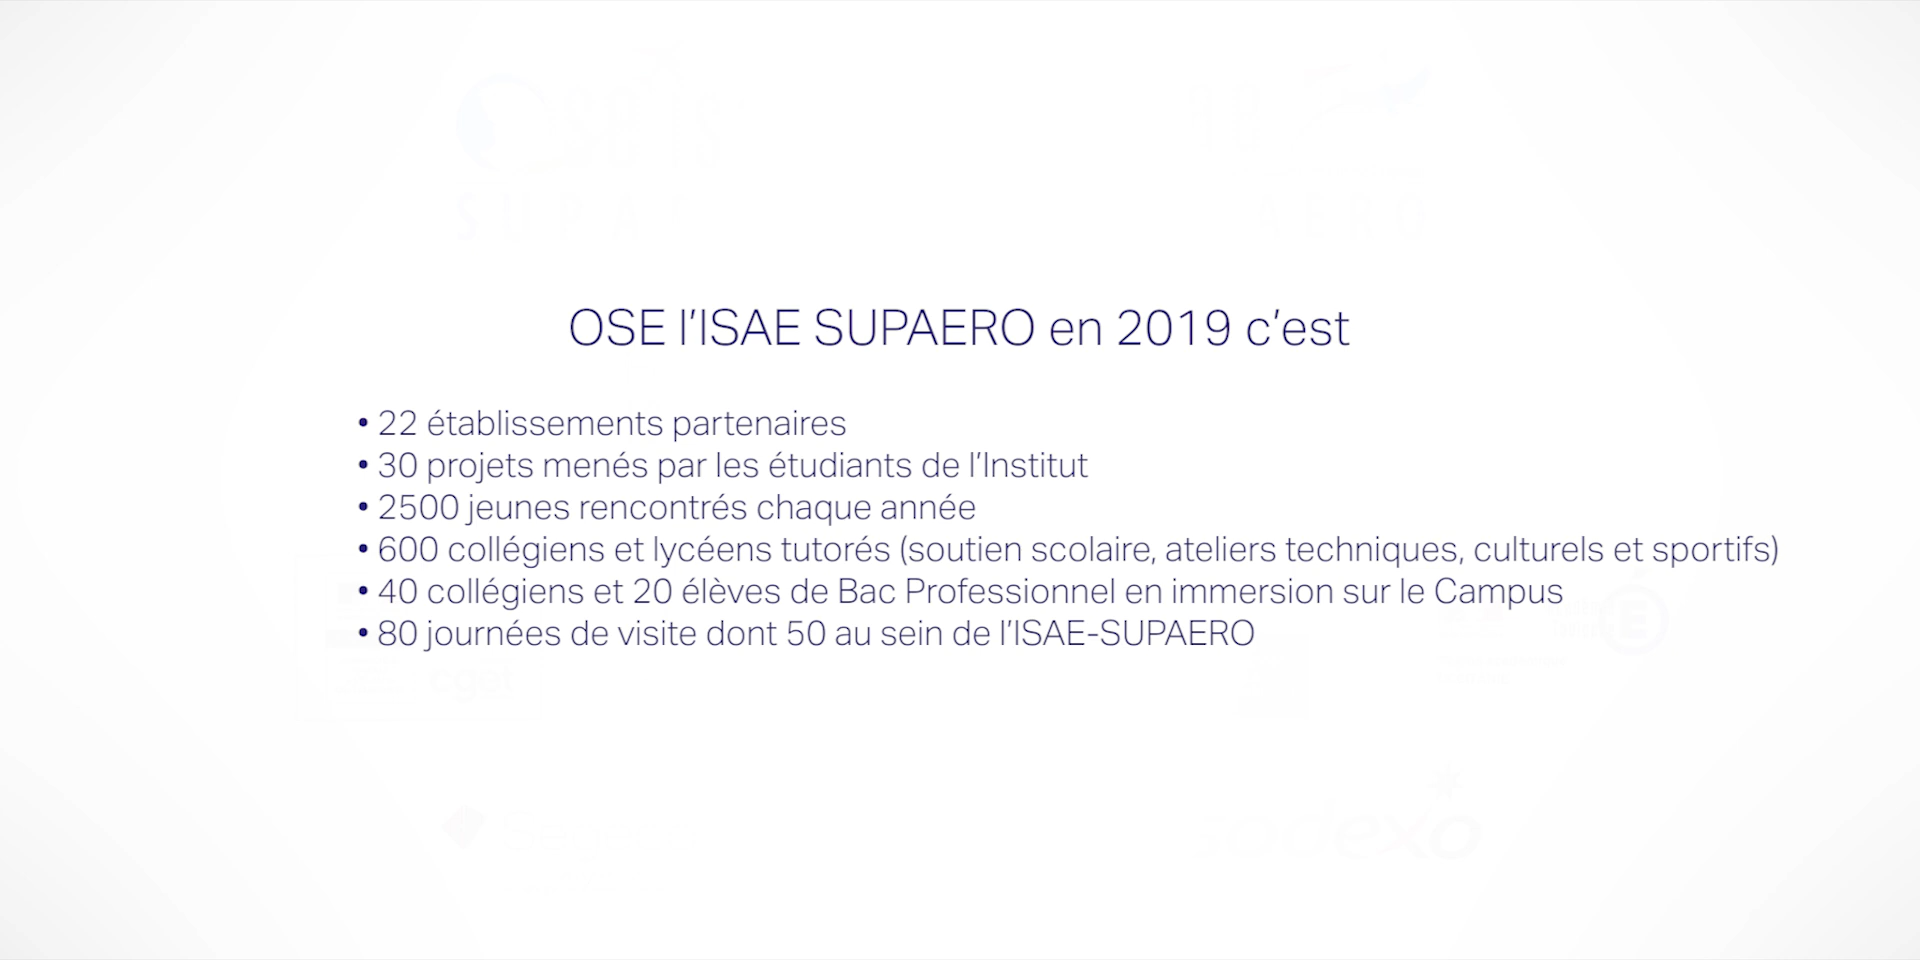 OSE l'ISAE SUPAERO en 2019 c'est
• 22 établissements partenaires
• 30 projets menés par les étudiants de l'Institut
• 2500 jeunes rencontrés chaque année
• 600 collégiens et lycéens tutorés (soutien scolaire, ateliers techniques, culturels et sportifs)
• 40 collégiens et 20 élèves de Bac Professionnel en immersion sur le Campus
• 80 journées de visite dont 50 au sein de l'ISAE-SUPAERO